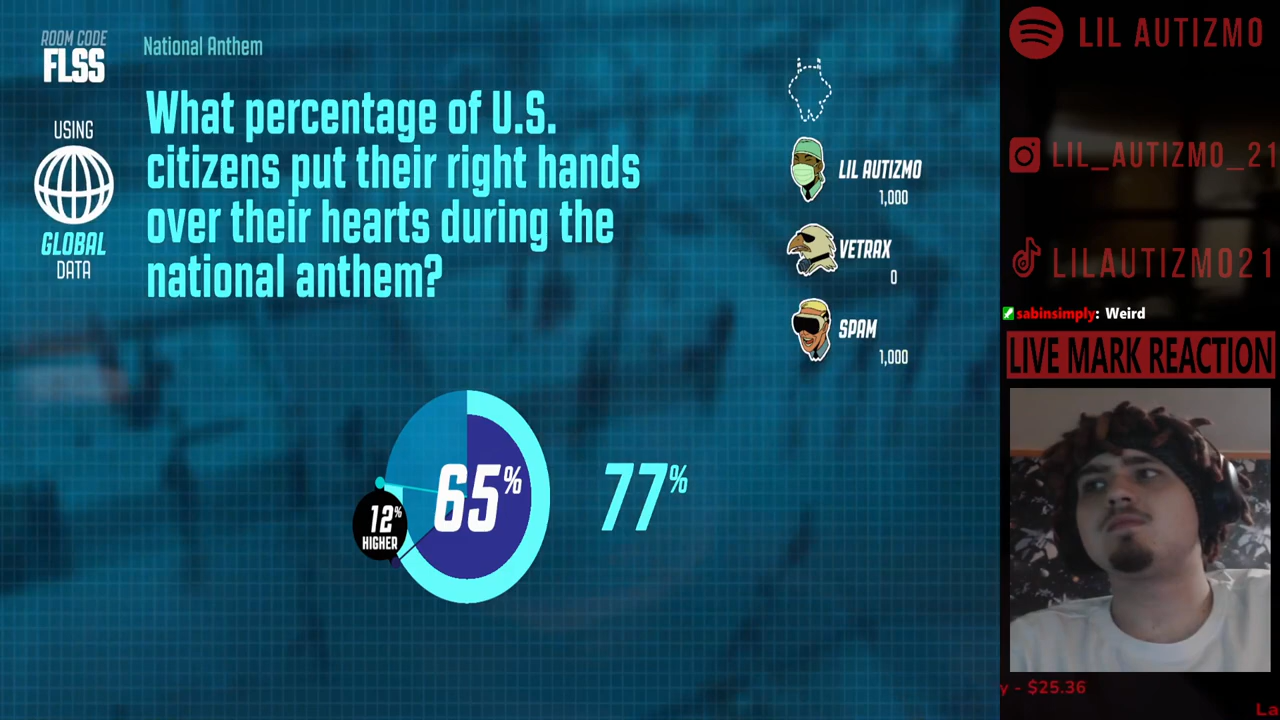 ROOM CODE
FLSS
National Anthem
What percentage of U.S.
citizens put their right hands
over their hearts during the
national anthem?
USING
GLOBAL
DATA
LIL AUTIZMO
1,000
VETRAX
0
SPAM
1,000
65%
77%
12%
HIGHER
LIL AUTIZMO
LIL_AUTIZMO_21
LILAUTIZMO21
sabinsimply: Weird
LIVE MARK REACTION
y - $25.36
La